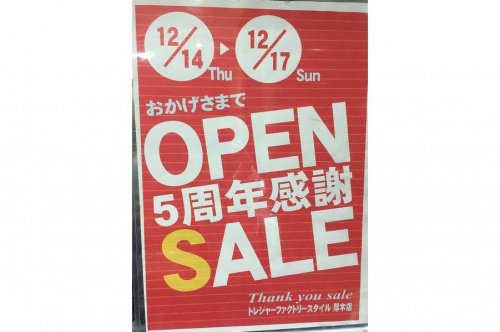 12/14 Thu ▶ 12/17 Sun
おかげさまで
OPEN
5周年感謝
SALE
Thank you sale
トレジャーファクトリースタイル 厚木店